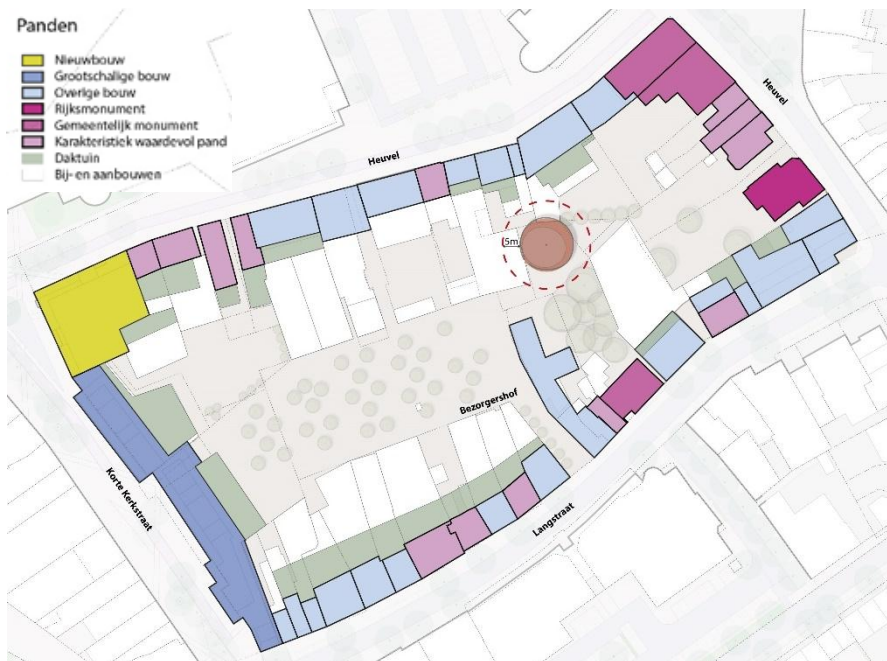 Panden
Nieuwbouw
Grootschalige bouw
Overige bouw
Rijksmonument
Gemeentelijk monument
Karakteristiek waardevol pand
Daktuin
Bij- en aanbouwen
Heuvel
Heuvel
5m
Bezorgershof
Korte Kerkstraat
Langstraat